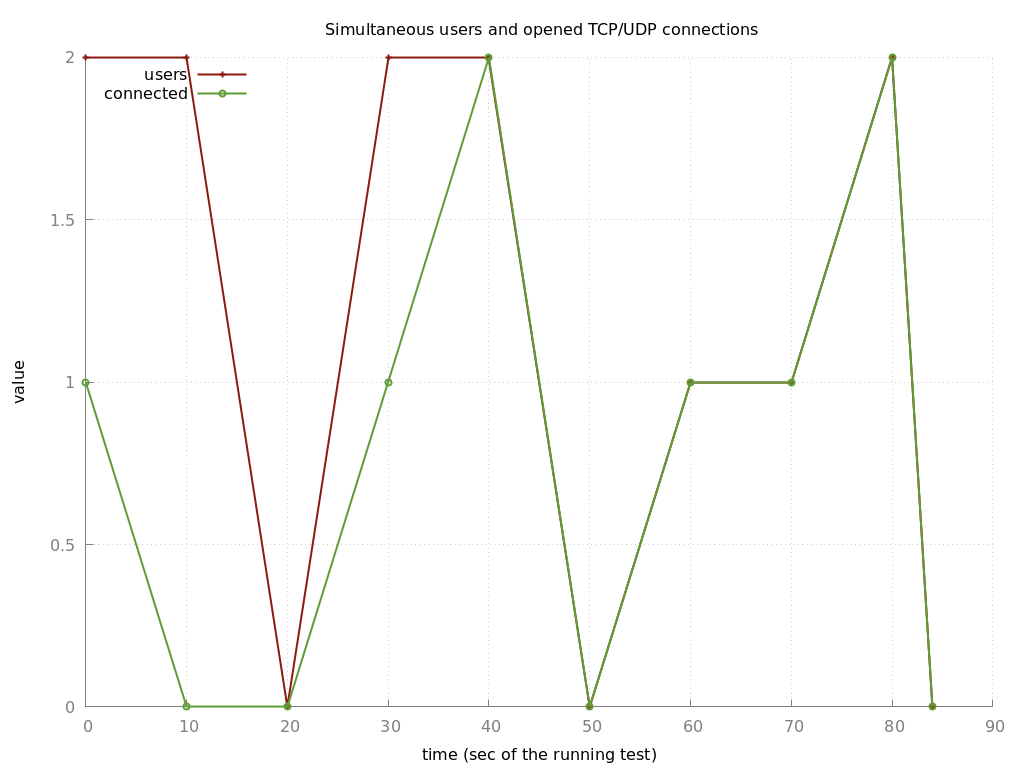 Simultaneous users and opened TCP/UDP connections
2
users
connected
1.5
1
value
0.5
0
0 10 20 30 40 50 60 70 80 90
time (sec of the running test)